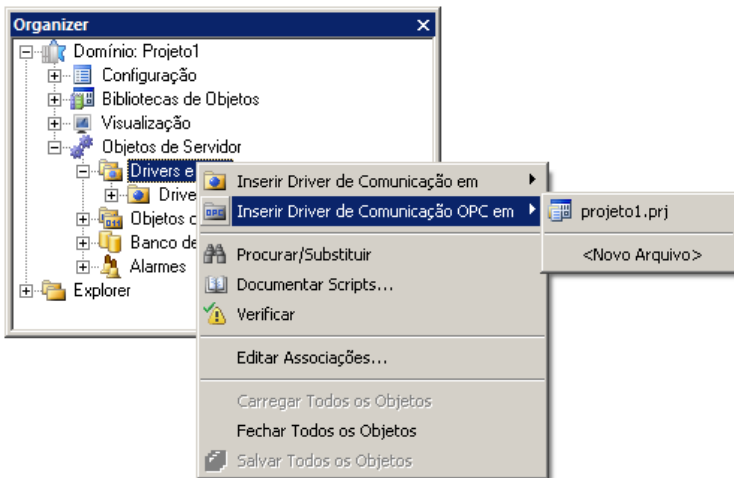 Organizer
Domínio: Projeto1
Configuração
Bibliotecas de Objetos
Visualização
Objetos de Servidor
Drivers e
Drive
Objetos
Banco de
Alarmes
Explorer
Inserir Driver de Comunicação em
Inserir Driver de Comunicação OPC em
Procurar/Substituir
Documentar Scripts...
Verificar
Editar Associações...
Carregar Todos os Objetos
Fechar Todos os Objetos
Salvar Todos os Objetos
projeto1.prj
<Novo Arquivo>